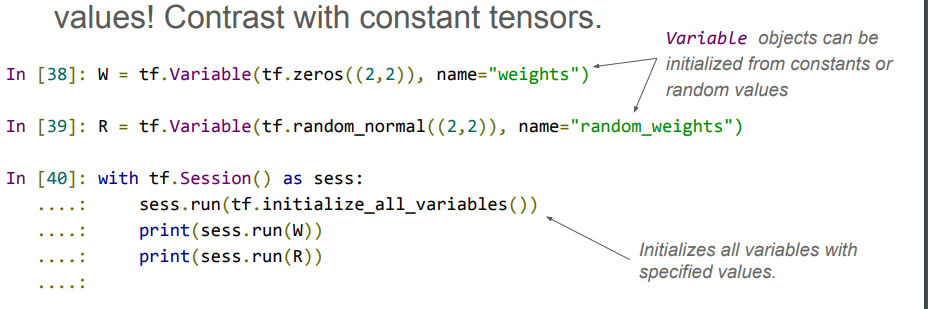 values! Contrast with constant tensors.
Variable objects can be
initialized from constants or
random values
In [38]: W = tf.Variable(tf.zeros((2,2)), name="weights")
In [39]: R = tf.Variable(tf.random_normal((2,2)), name="random_weights")
In [40]: with tf.Session() as sess:
....: sess.run(tf.initialize_all_variables())
....: print(sess.run(W))
....: print(sess.run(R))
....:
Initializes all variables with
specified values.